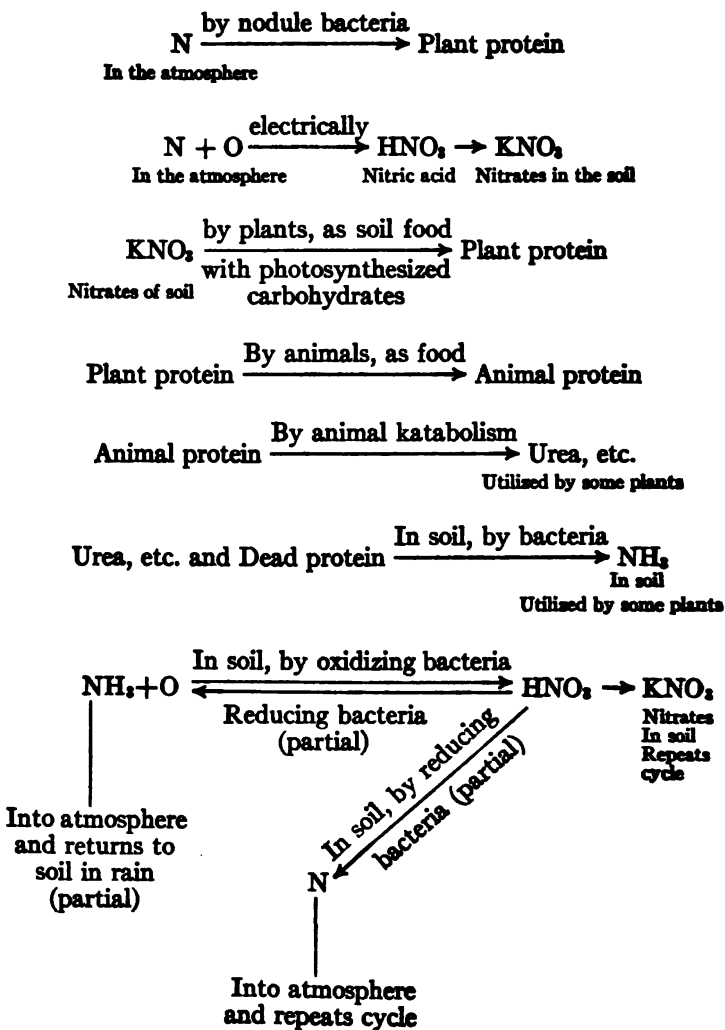 by nodule bacteria
N → Plant protein
In the atmosphere
electrically
N + O → HNO₃ → KNO₃
In the atmosphere Nitric acid Nitrates in the soil
by plants, as soil food
KNO₃ → Plant protein
with photosynthesized
Nitrates of soil carbohydrates
By animals, as food
Plant protein → Animal protein
By animal katabolism
Animal protein → Urea, etc.
Utilised by some plants
In soil, by bacteria
Urea, etc. and Dead protein → NH₃
In soil
Utilised by some plants
In soil, by oxidizing bacteria
NH₃+O ⇄ HNO₃ → KNO₃
Reducing bacteria
(partial)
Nitrates
In soil
Repeats
cycle
In soil, by reducing
bacteria (partial)
Into atmosphere
and returns to
soil in rain
(partial)
N
Into atmosphere
and repeats cycle